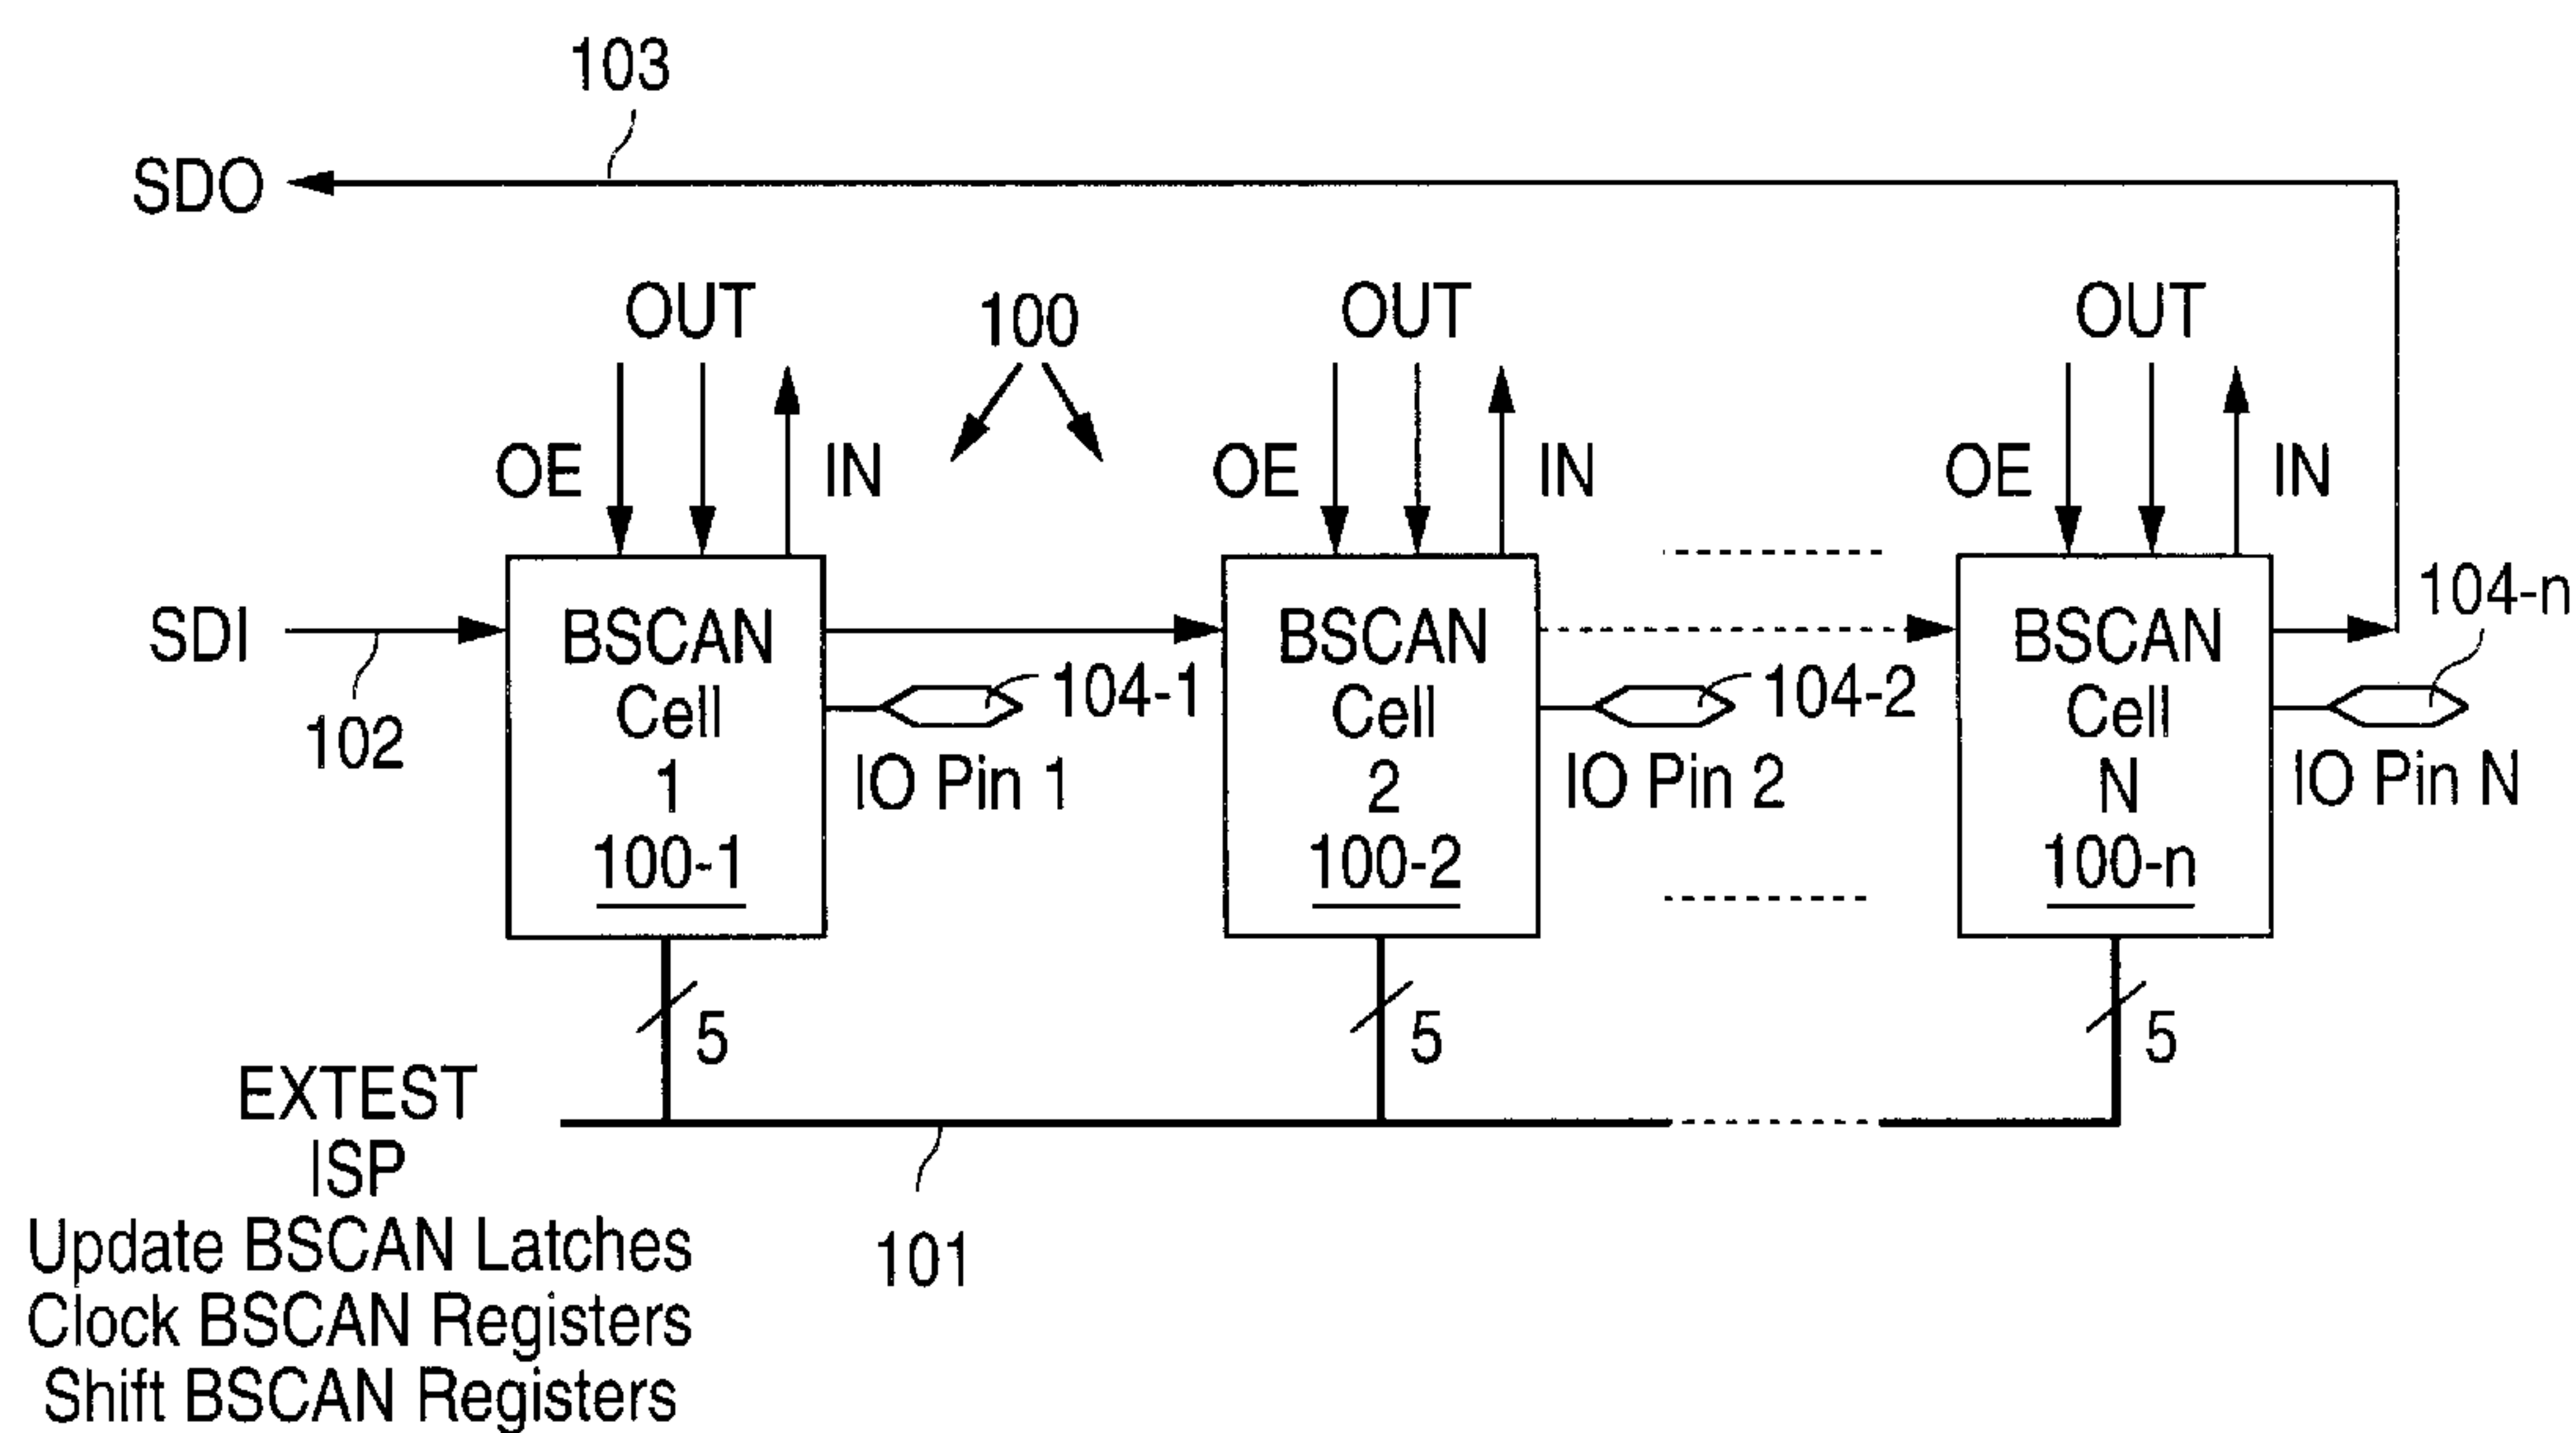 103
SDO
OUT
100
OUT
OUT
OE
IN
OE
IN
OE
IN
SDI
102
BSCAN
Cell
1
100-1
104-1
IO Pin 1
BSCAN
Cell
2
100-2
104-2
IO Pin 2
BSCAN
Cell
N
100-n
104-n
IO Pin N
5
5
5
EXTEST
ISP
Update BSCAN Latches
Clock BSCAN Registers
Shift BSCAN Registers
101